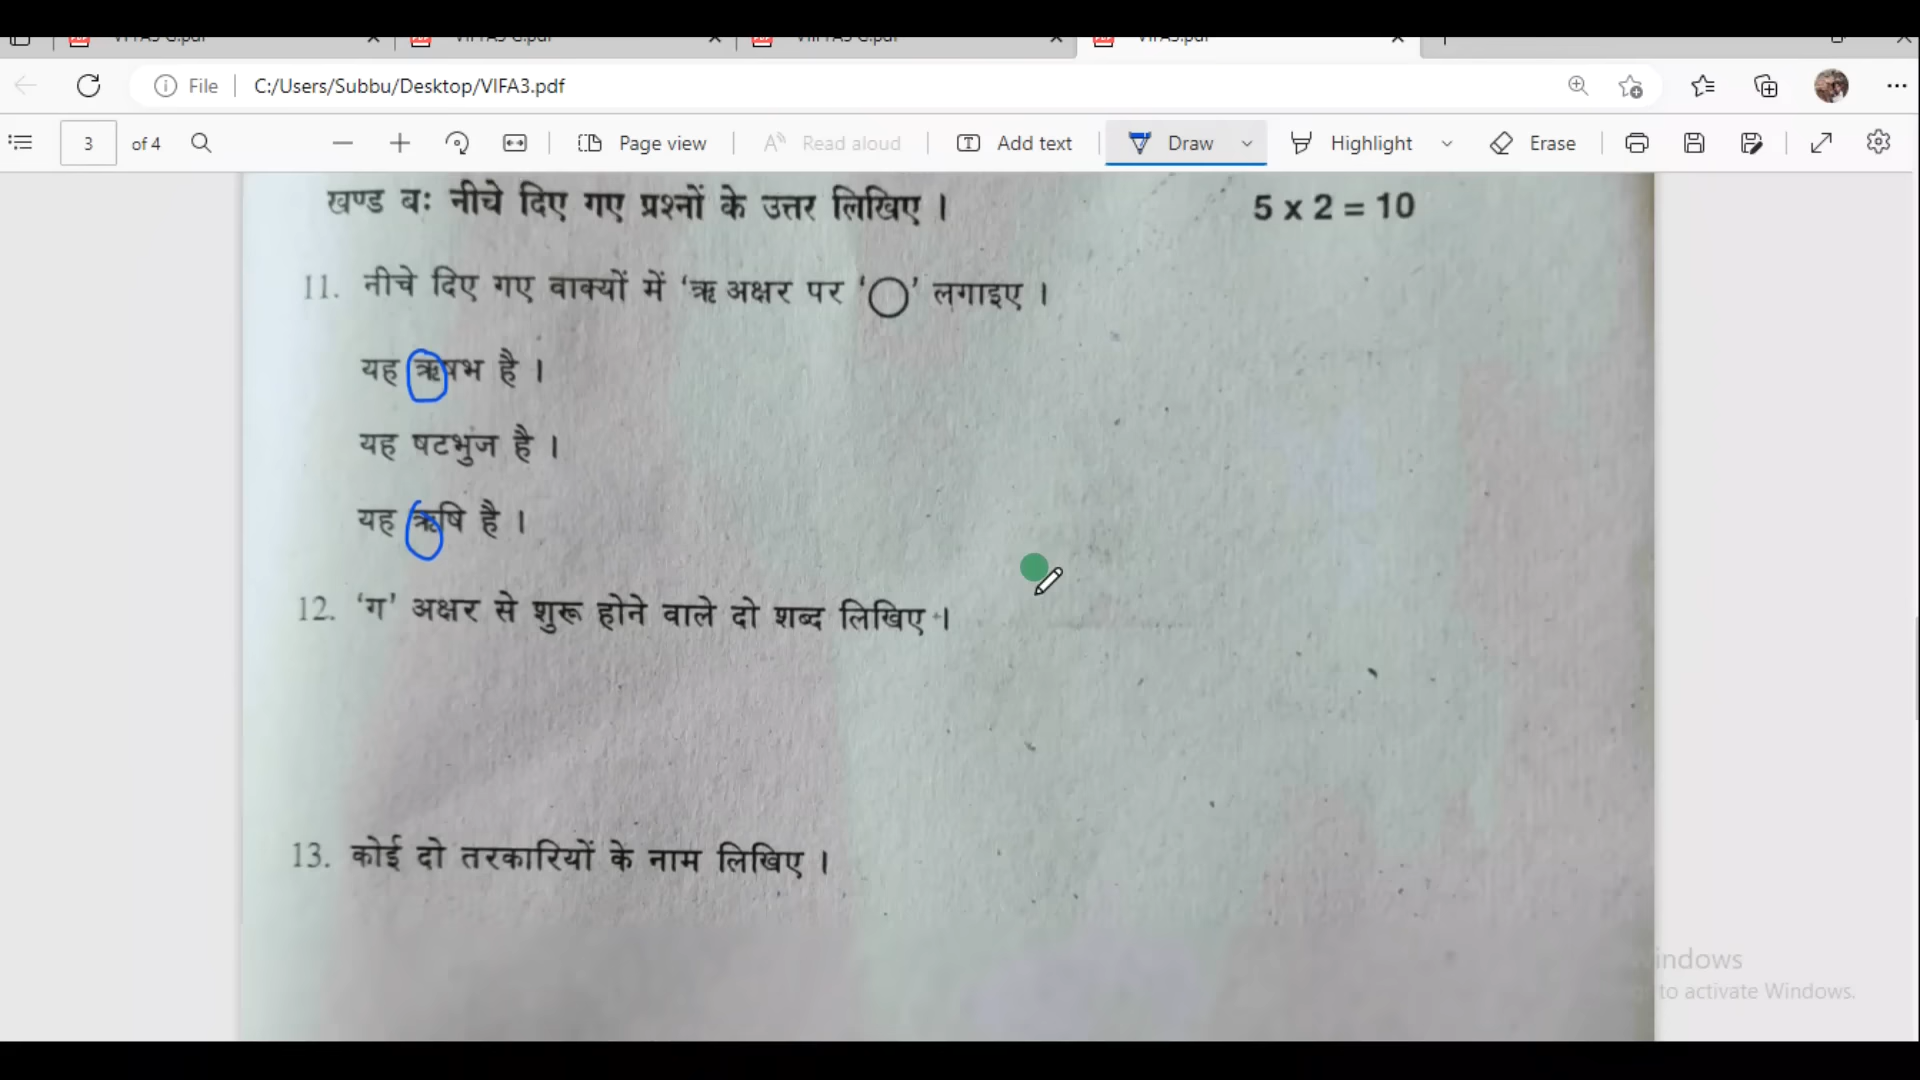 File C:/Users/Subbu/Desktop/VIFA3.pdf
3 of 4 Page view Read aloud Add text Draw Highlight Erase
खण्ड बः नीचे दिए गए प्रश्नों के उत्तर लिखिए । 5 x 2 = 10
11. नीचे दिए गए वाक्यों में ‘ऋ अक्षर पर ‘◯’ लगाइए ।
यह ऋषभ है ।
यह षटभुज है ।
यह ऋषि है ।
12. ‘ग’ अक्षर से शुरू होने वाले दो शब्द लिखिए ।
13. कोई दो तरकारियों के नाम लिखिए ।
indows
to activate Windows.